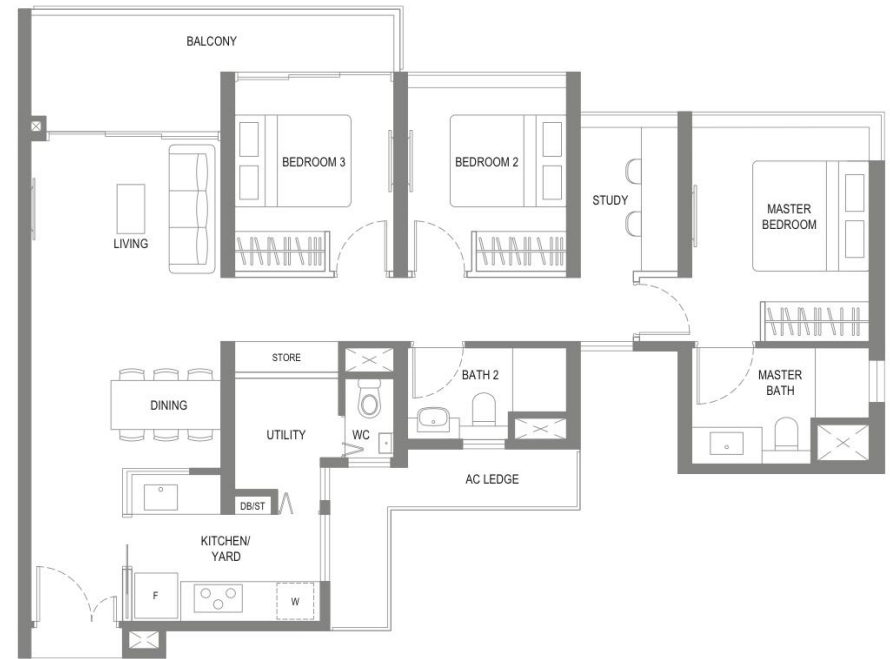 BALCONY
BEDROOM 3
BEDROOM 2
STUDY
MASTER
BEDROOM
LIVING
STORE
DINING
UTILITY
WC
BATH 2
MASTER
BATH
AC LEDGE
DB/ST
KITCHEN/
YARD
F
W